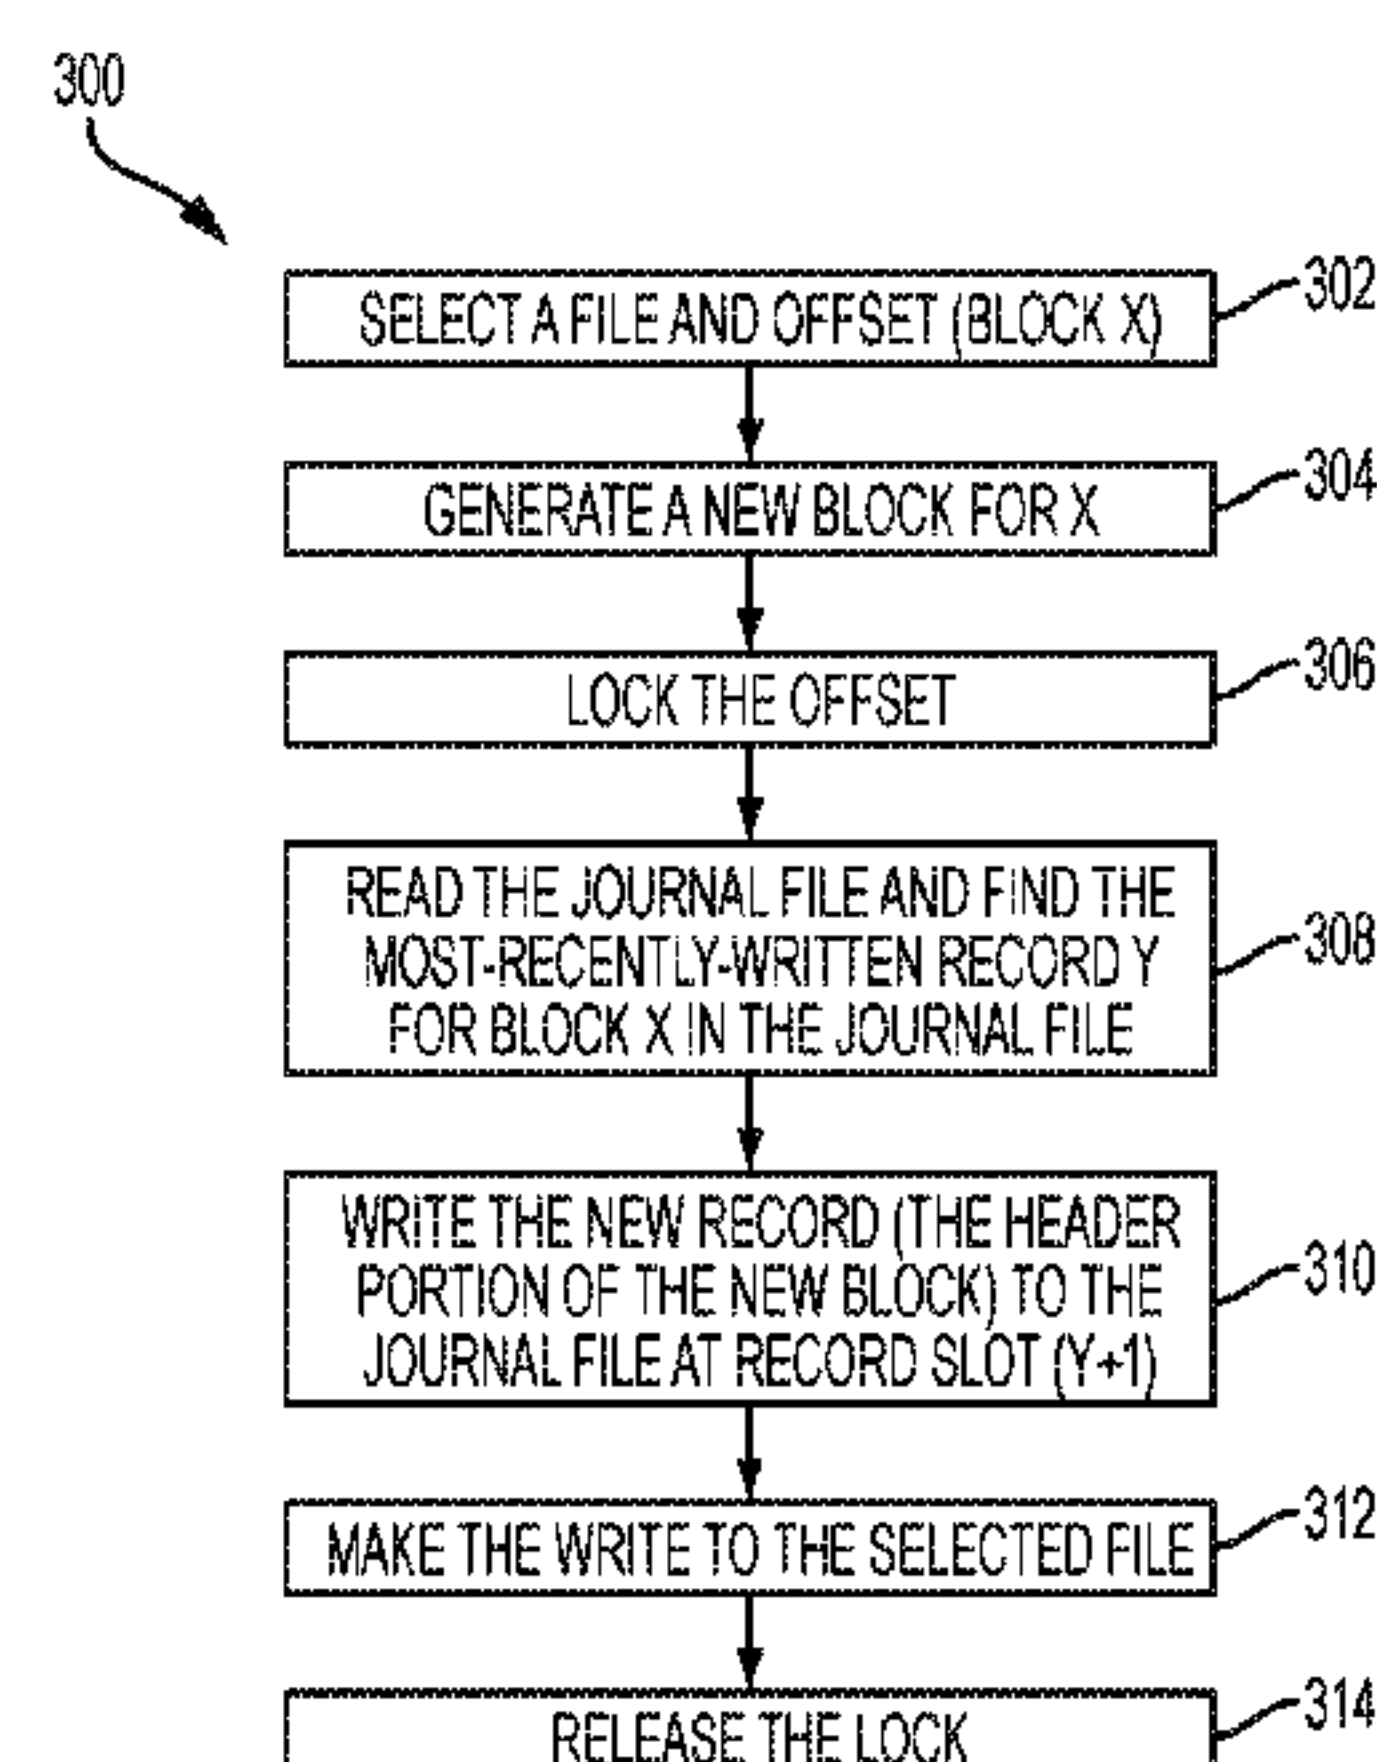 300
SELECT A FILE AND OFFSET (BLOCK X)
302
GENERATE A NEW BLOCK FOR X
304
LOCK THE OFFSET
306
READ THE JOURNAL FILE AND FIND THE
MOST-RECENTLY-WRITTEN RECORD Y
FOR BLOCK X IN THE JOURNAL FILE
308
WRITE THE NEW RECORD (THE HEADER
PORTION OF THE NEW BLOCK) TO THE
JOURNAL FILE AT RECORD SLOT (Y+1)
310
MAKE THE WRITE TO THE SELECTED FILE
312
RELEASE THE LOCK
314